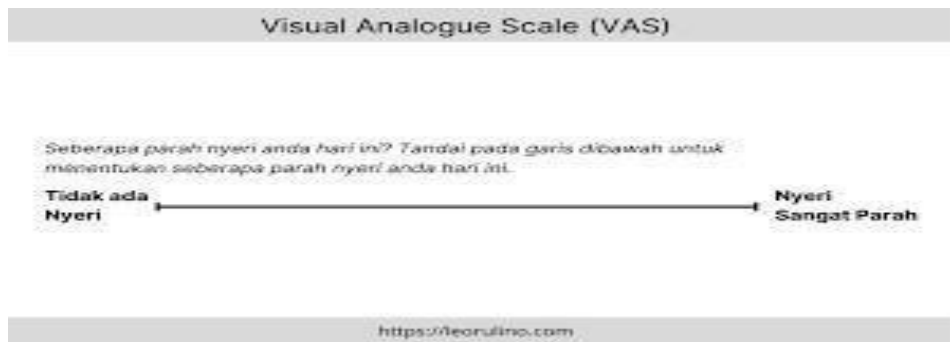 Visual Analogue Scale (VAS)
Seberapa parah nyeri anda hari ini? Tandai pada garis dibawah untuk
menentukan seberapa parah nyeri anda hari ini.
Tidak ada
Nyeri
Nyeri
Sangat Parah
https://leorulino.com